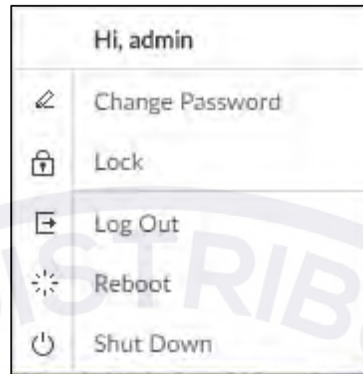 Hi, admin
Change Password
Lock
Log Out
Reboot
Shut Down